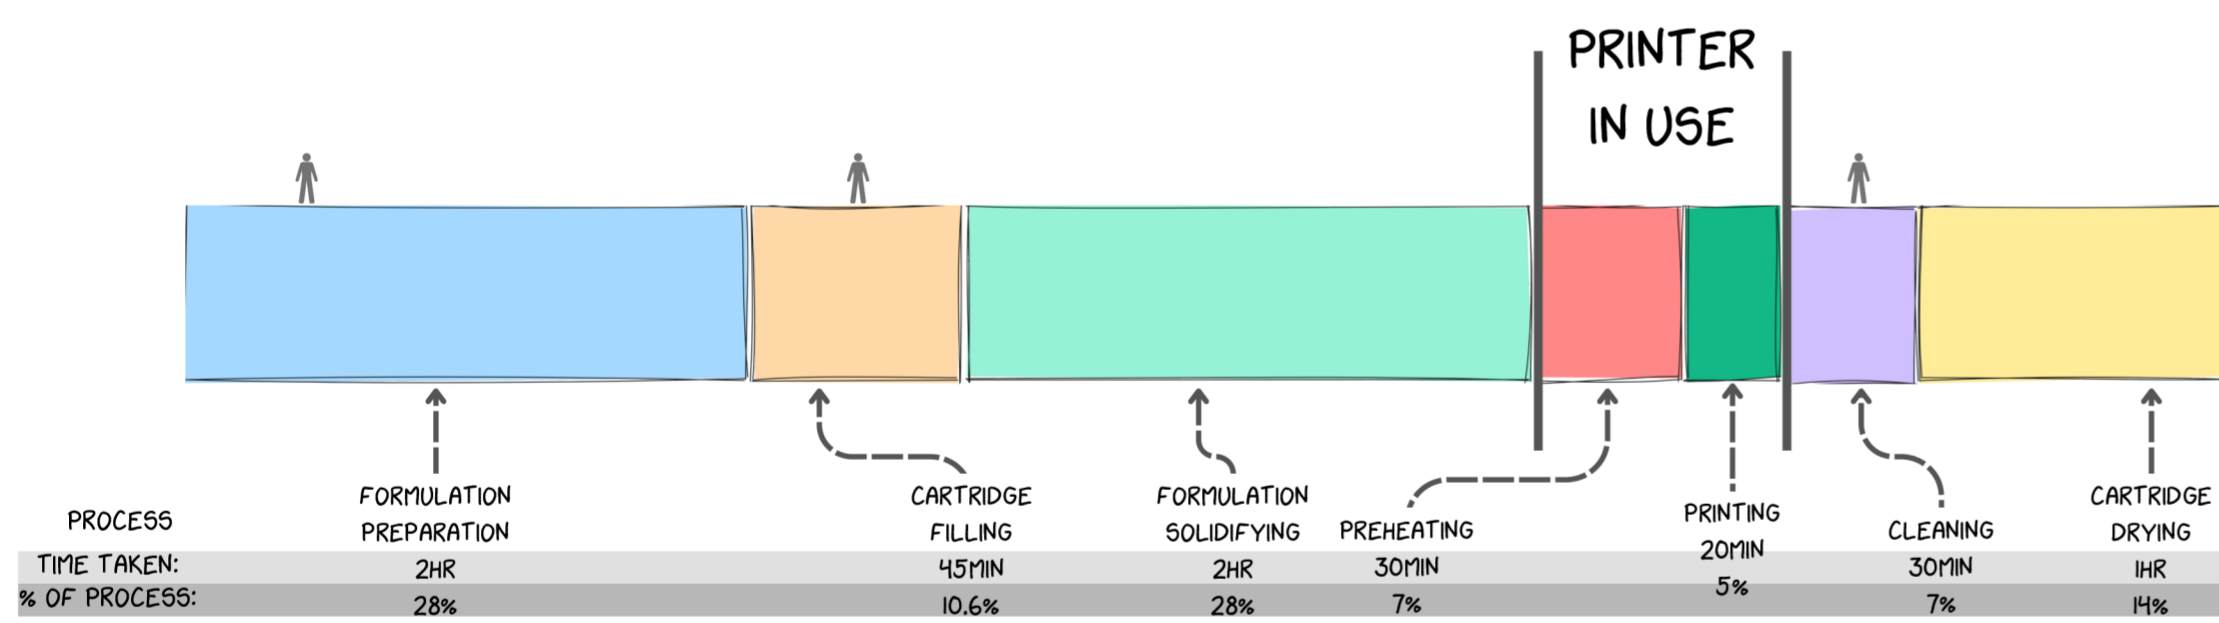 PRINTER
IN USE
PROCESS
FORMULATION
PREPARATION
CARTRIDGE
FILLING
FORMULATION
SOLIDIFYING
PREHEATING
PRINTING
CLEANING
CARTRIDGE
DRYING
TIME TAKEN: 2HR 45MIN 2HR 30MIN 20MIN 30MIN 1HR
% OF PROCESS: 28% 10.6% 28% 7% 5% 7% 14%